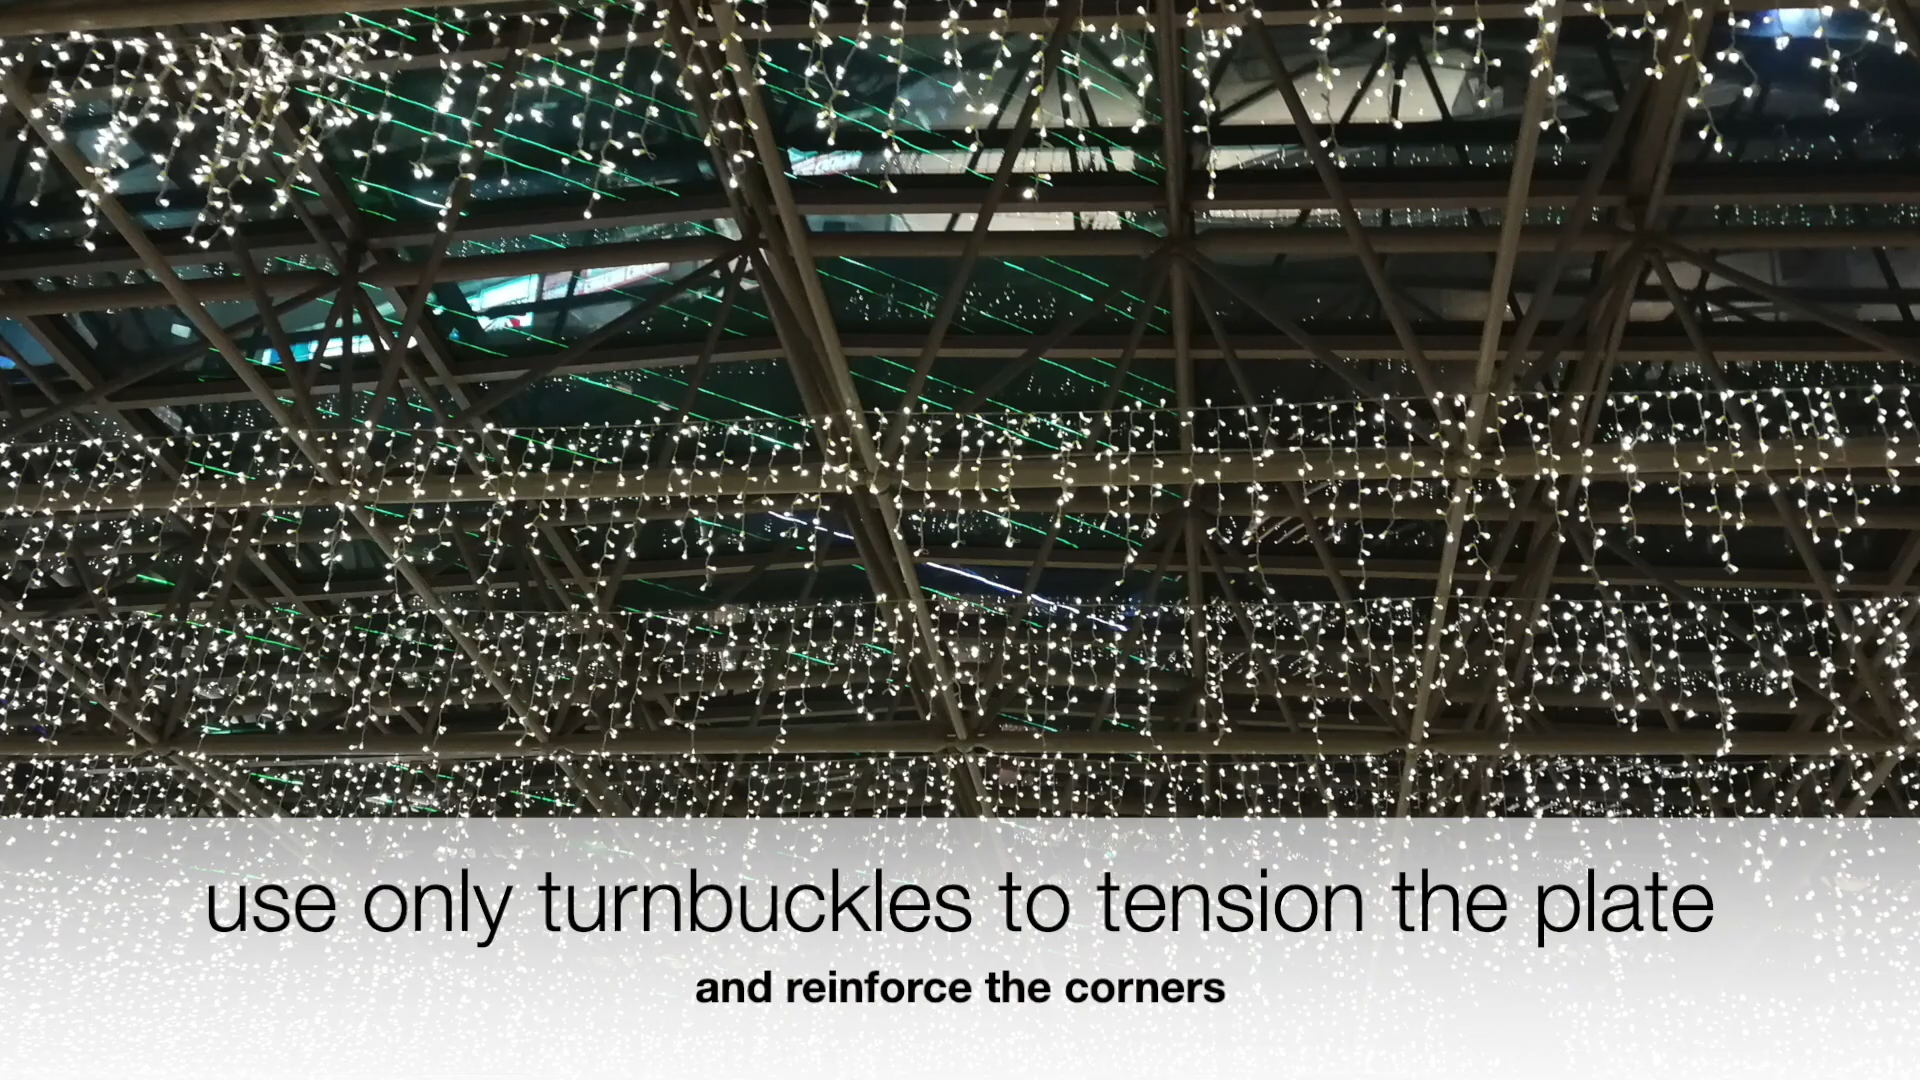 use only turnbuckles to tension the plate
and reinforce the corners